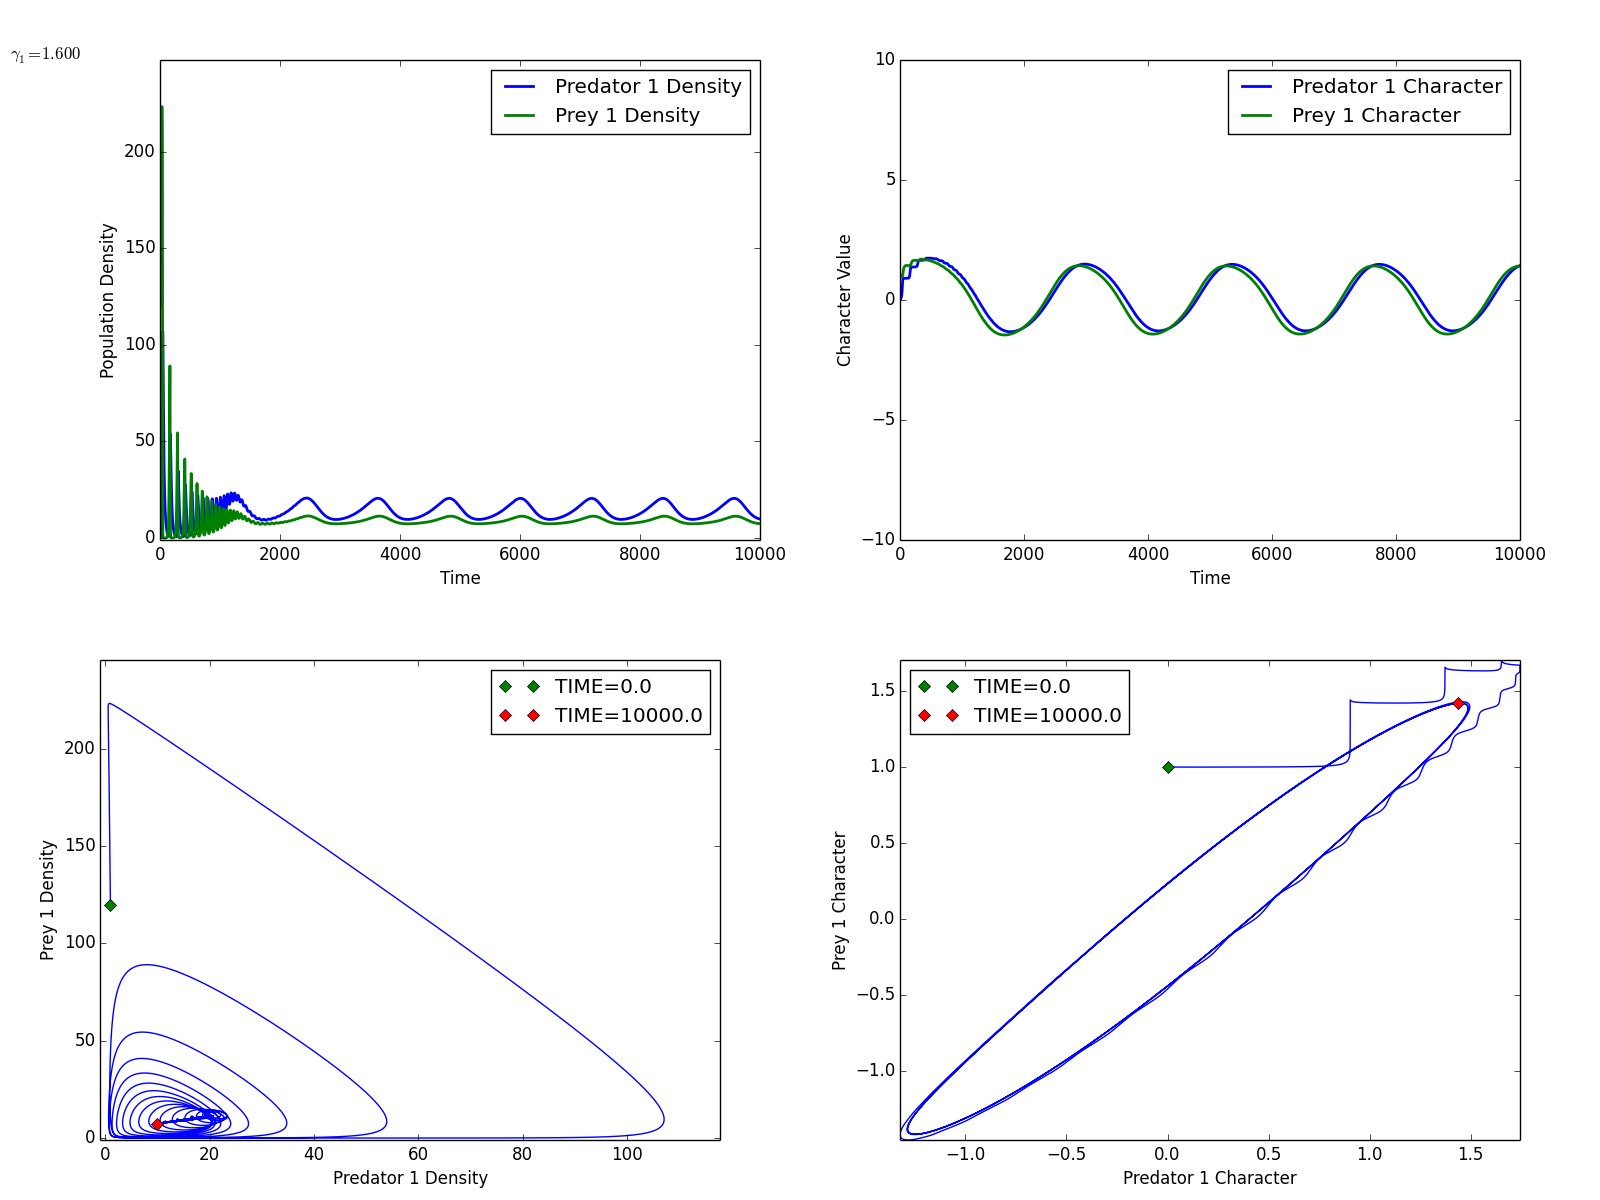 γ₁=1.600
Predator 1 Density
Prey 1 Density
200
150
100
50
0
Population Density
0 2000 4000 6000 8000 10000
Time
Predator 1 Character
Prey 1 Character
10
5
0
−5
−10
Character Value
0 2000 4000 6000 8000 10000
Time
TIME=0.0
TIME=10000.0
200
150
100
50
0
Prey 1 Density
0 20 40 60 80 100
Predator 1 Density
TIME=0.0
TIME=10000.0
1.5
1.0
0.5
0.0
−0.5
−1.0
Prey 1 Character
−1.0 −0.5 0.0 0.5 1.0 1.5
Predator 1 Character